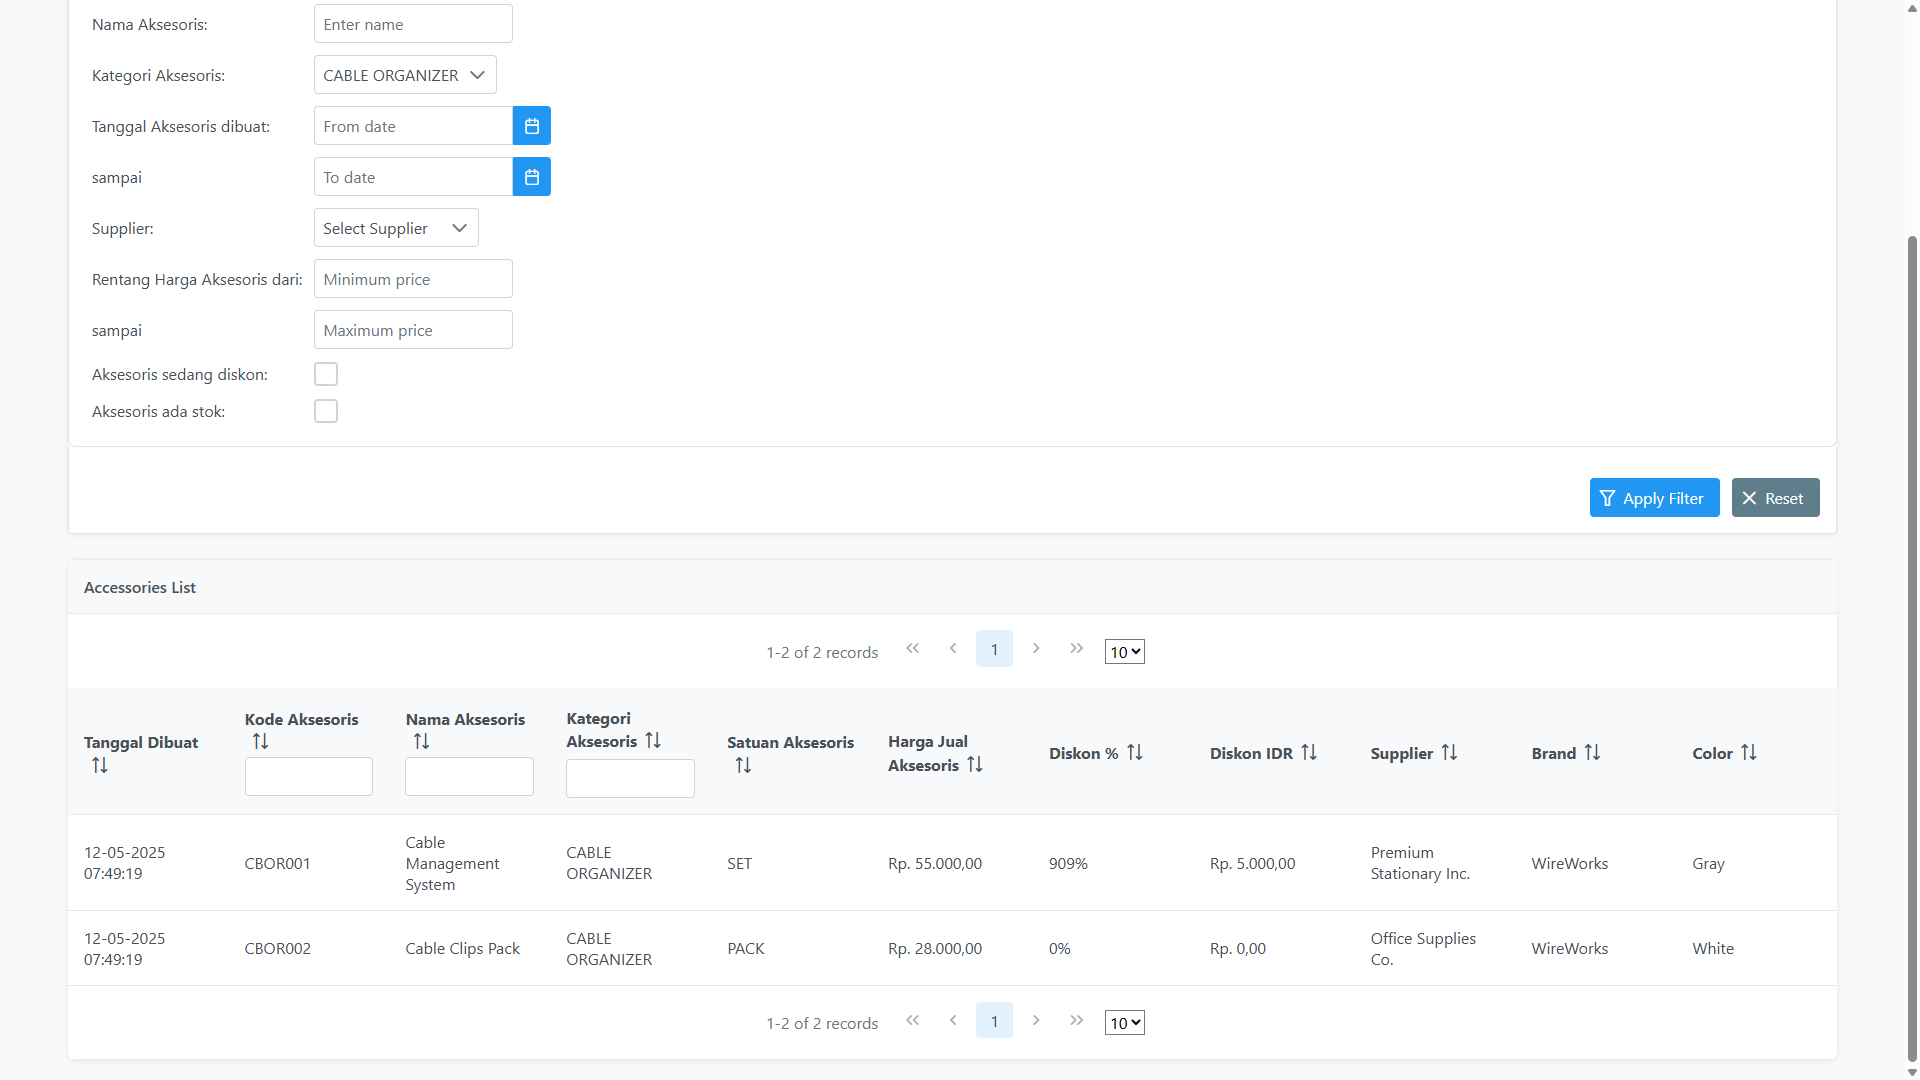 Nama Aksesoris:
Enter name
Kategori Aksesoris:
CABLE ORGANIZER
Tanggal Aksesoris dibuat:
From date
sampai
To date
Supplier:
Select Supplier
Rentang Harga Aksesoris dari:
Minimum price
sampai
Maximum price
Aksesoris sedang diskon:
Aksesoris ada stok:
Apply Filter
Reset
Accessories List
1-2 of 2 records
1
10
Tanggal Dibuat
Kode Aksesoris
Nama Aksesoris
Kategori
Aksesoris
Satuan Aksesoris
Harga Jual
Aksesoris
Diskon %
Diskon IDR
Supplier
Brand
Color
12-05-2025
07:49:19
CBOR001
Cable
Management
System
CABLE
ORGANIZER
SET
Rp. 55.000,00
909%
Rp. 5.000,00
Premium
Stationary Inc.
WireWorks
Gray
12-05-2025
07:49:19
CBOR002
Cable Clips Pack
CABLE
ORGANIZER
PACK
Rp. 28.000,00
0%
Rp. 0,00
Office Supplies
Co.
WireWorks
White
1-2 of 2 records
1
10